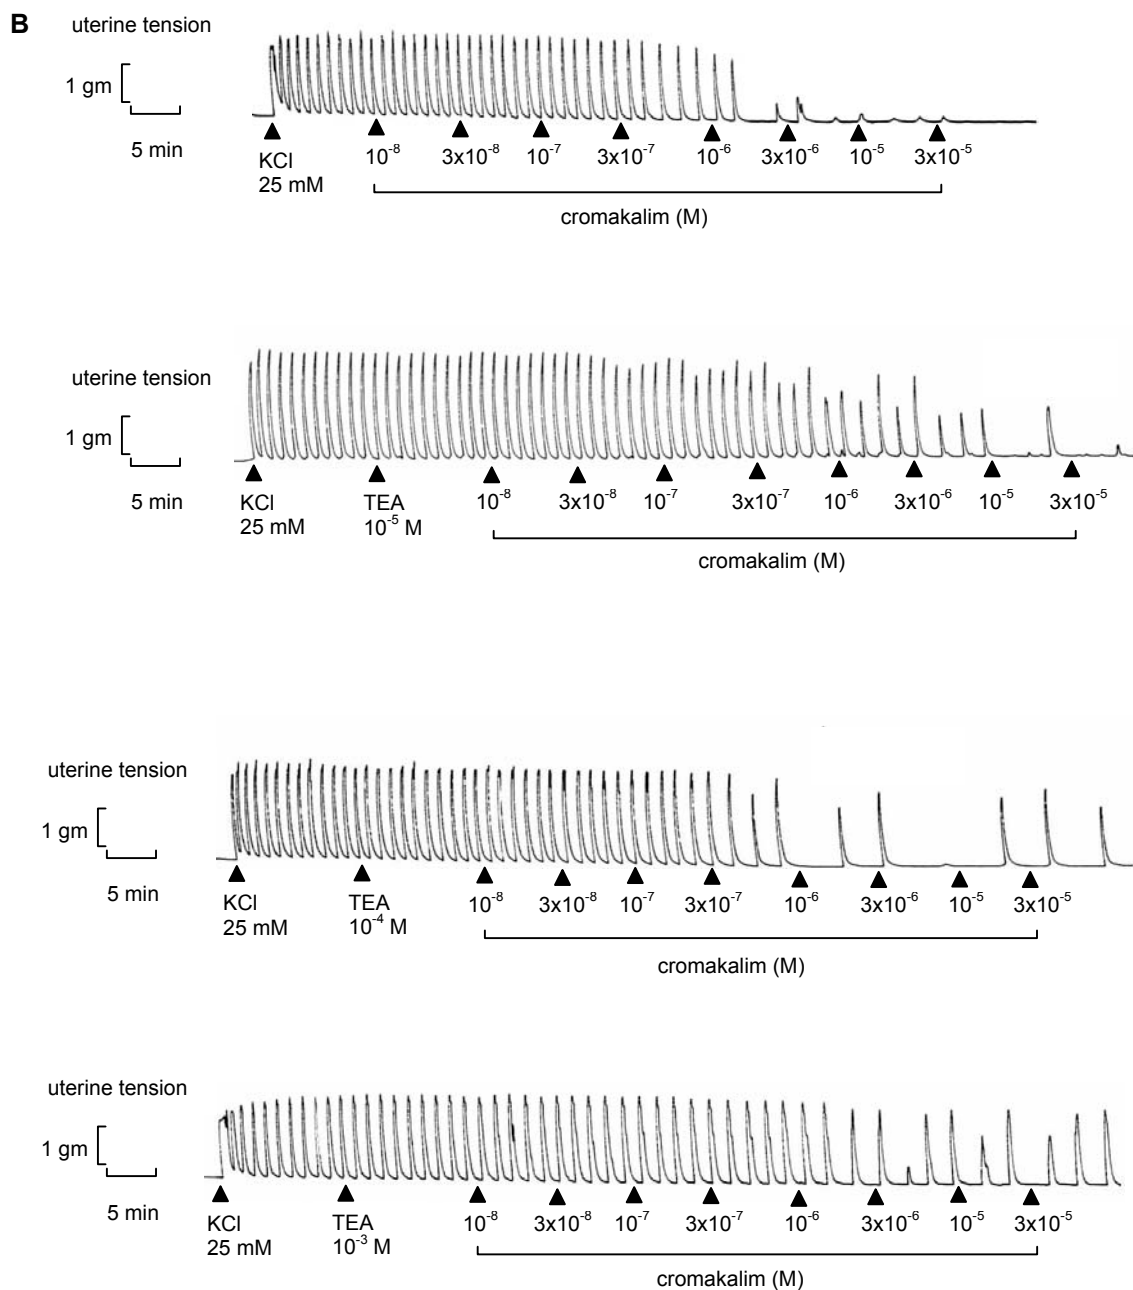 B
uterine tension
1 gm
5 min
KCl
25 mM
10⁻⁸ 3x10⁻⁸ 10⁻⁷ 3x10⁻⁷ 10⁻⁶ 3x10⁻⁶ 10⁻⁵ 3x10⁻⁵
cromakalim (M)
uterine tension
1 gm
5 min
KCl
25 mM
TEA
10⁻⁵ M
10⁻⁸ 3x10⁻⁸ 10⁻⁷ 3x10⁻⁷ 10⁻⁶ 3x10⁻⁶ 10⁻⁵ 3x10⁻⁵
cromakalim (M)
uterine tension
1 gm
5 min
KCl
25 mM
TEA
10⁻⁴ M
10⁻⁸ 3x10⁻⁸ 10⁻⁷ 3x10⁻⁷ 10⁻⁶ 3x10⁻⁶ 10⁻⁵ 3x10⁻⁵
cromakalim (M)
uterine tension
1 gm
5 min
KCl
25 mM
TEA
10⁻³ M
10⁻⁸ 3x10⁻⁸ 10⁻⁷ 3x10⁻⁷ 10⁻⁶ 3x10⁻⁶ 10⁻⁵ 3x10⁻⁵
cromakalim (M)